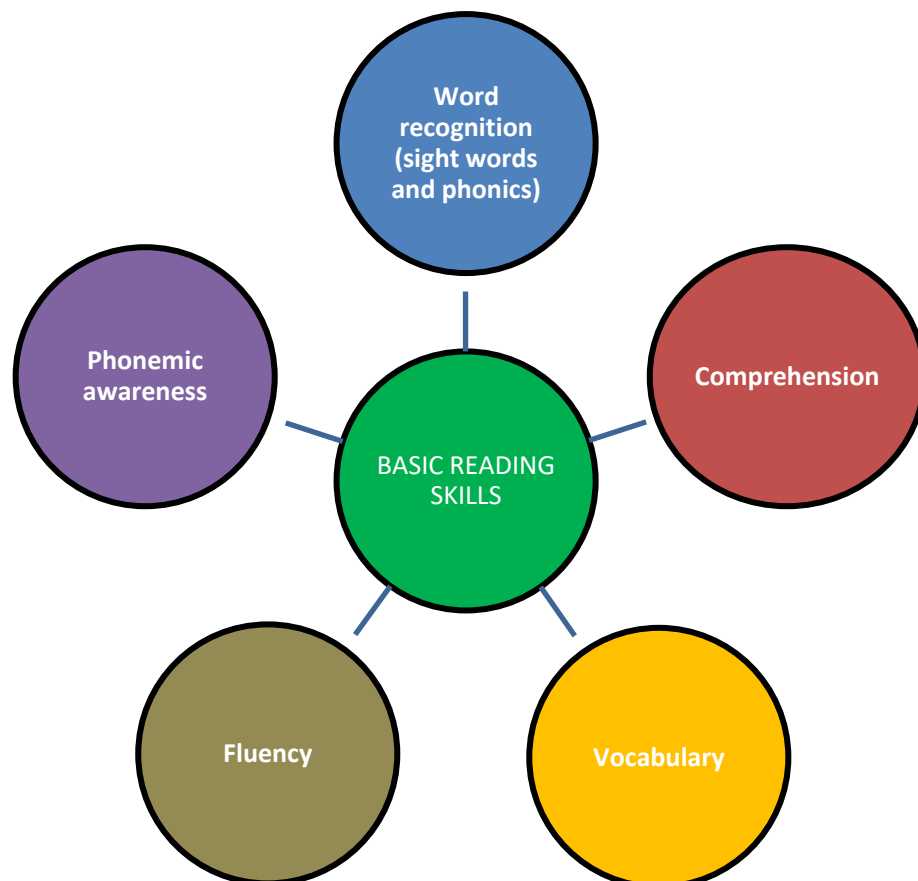 Word
recognition
(sight words
and phonics)
Phonemic
awareness
Comprehension
BASIC READING
SKILLS
Fluency
Vocabulary